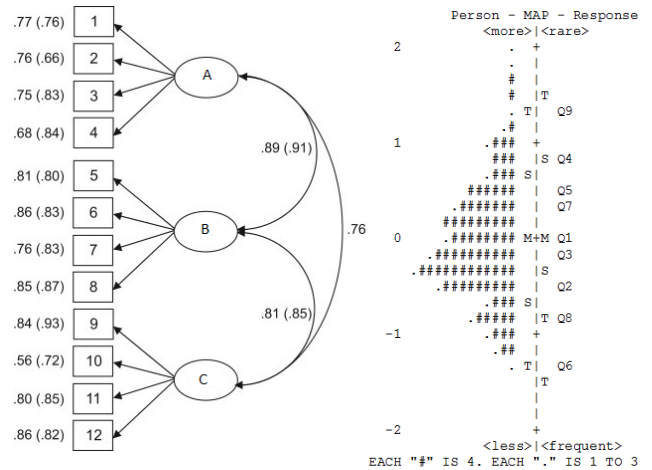 .77 (.76) 1
.76 (.66) 2
.75 (.83) 3
.68 (.84) 4
A
.89 (.91)
.81 (.80) 5
.86 (.83) 6
.76 (.83) 7
.85 (.87) 8
B
.76
.81 (.85)
.84 (.93) 9
.56 (.72) 10
.80 (.85) 11
.86 (.82) 12
C
Person - MAP - Response
<more>|<rare>
2 . +
. |
# |
# |T
. T| Q9
.# |
1 .### +
### |S Q4
.### S|
###### | Q5
.####### | Q7
######### |
0 .######## M+M Q1
.########## | Q3
.############ |S
.######### | Q2
.### S|
.##### |T Q8
-1 .### +
.## |
. T| Q6
|T
|
|
-2 +
<less>|<frequent>
EACH "#" IS 4. EACH "." IS 1 TO 3